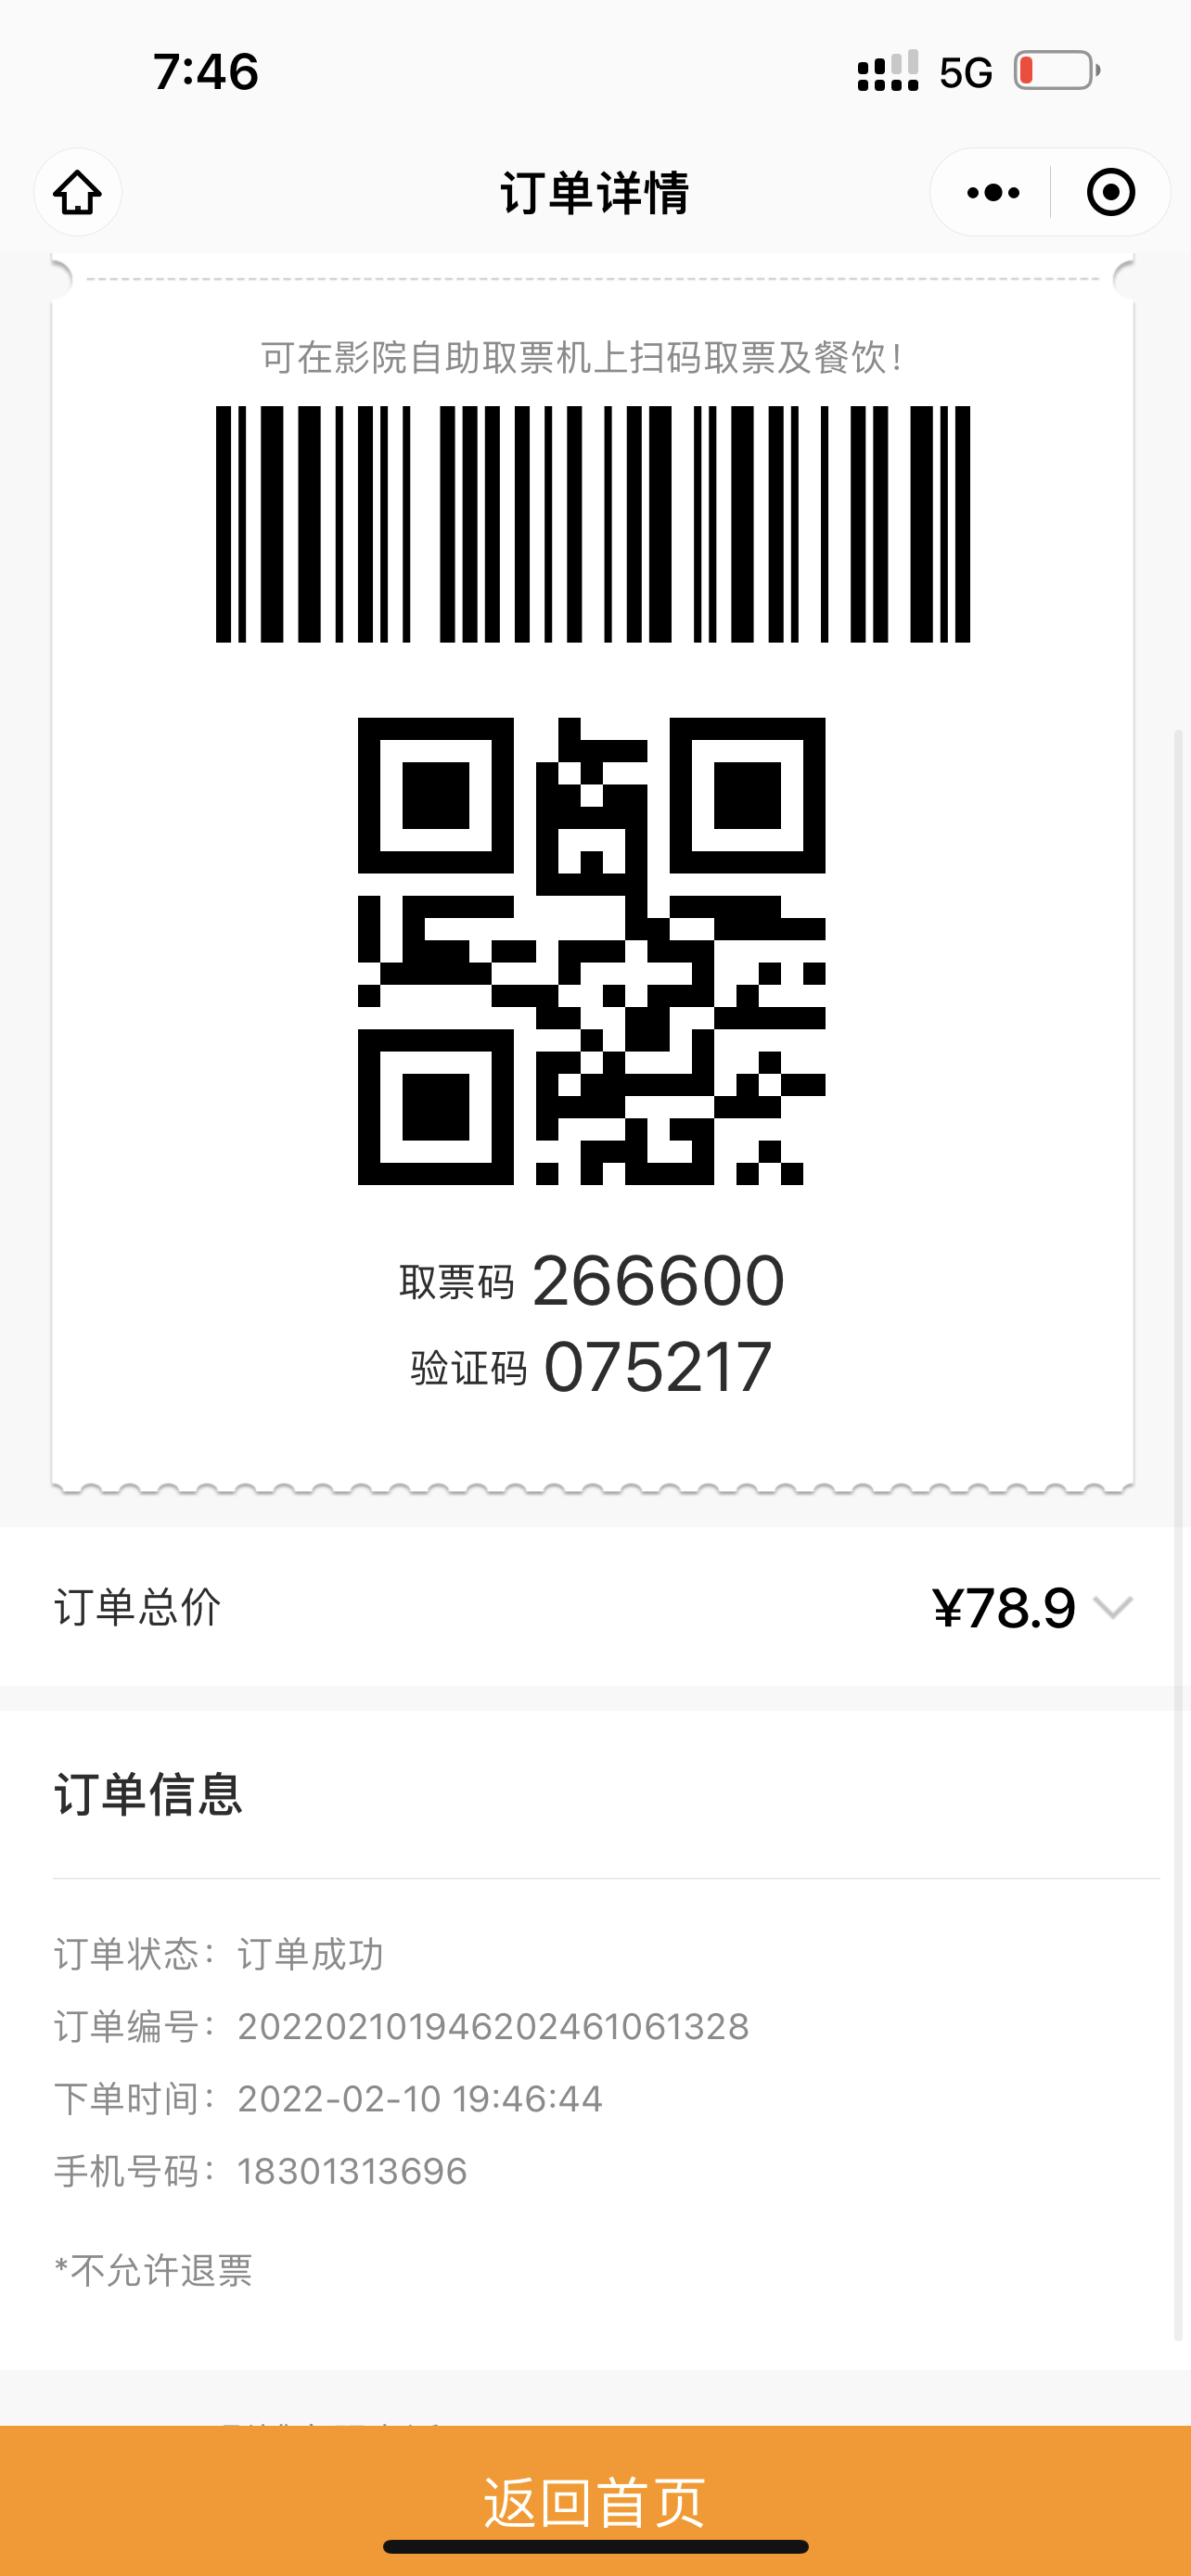 7:46
5G
订单详情
可在影院自助取票机上扫码取票及餐饮！
取票码 266600
验证码 075217
订单总价
¥78.9
订单信息
订单状态：订单成功
订单编号：202202101946202461061328
下单时间：2022-02-10 19:46:44
手机号码：18301313696
*不允许退票
返回首页